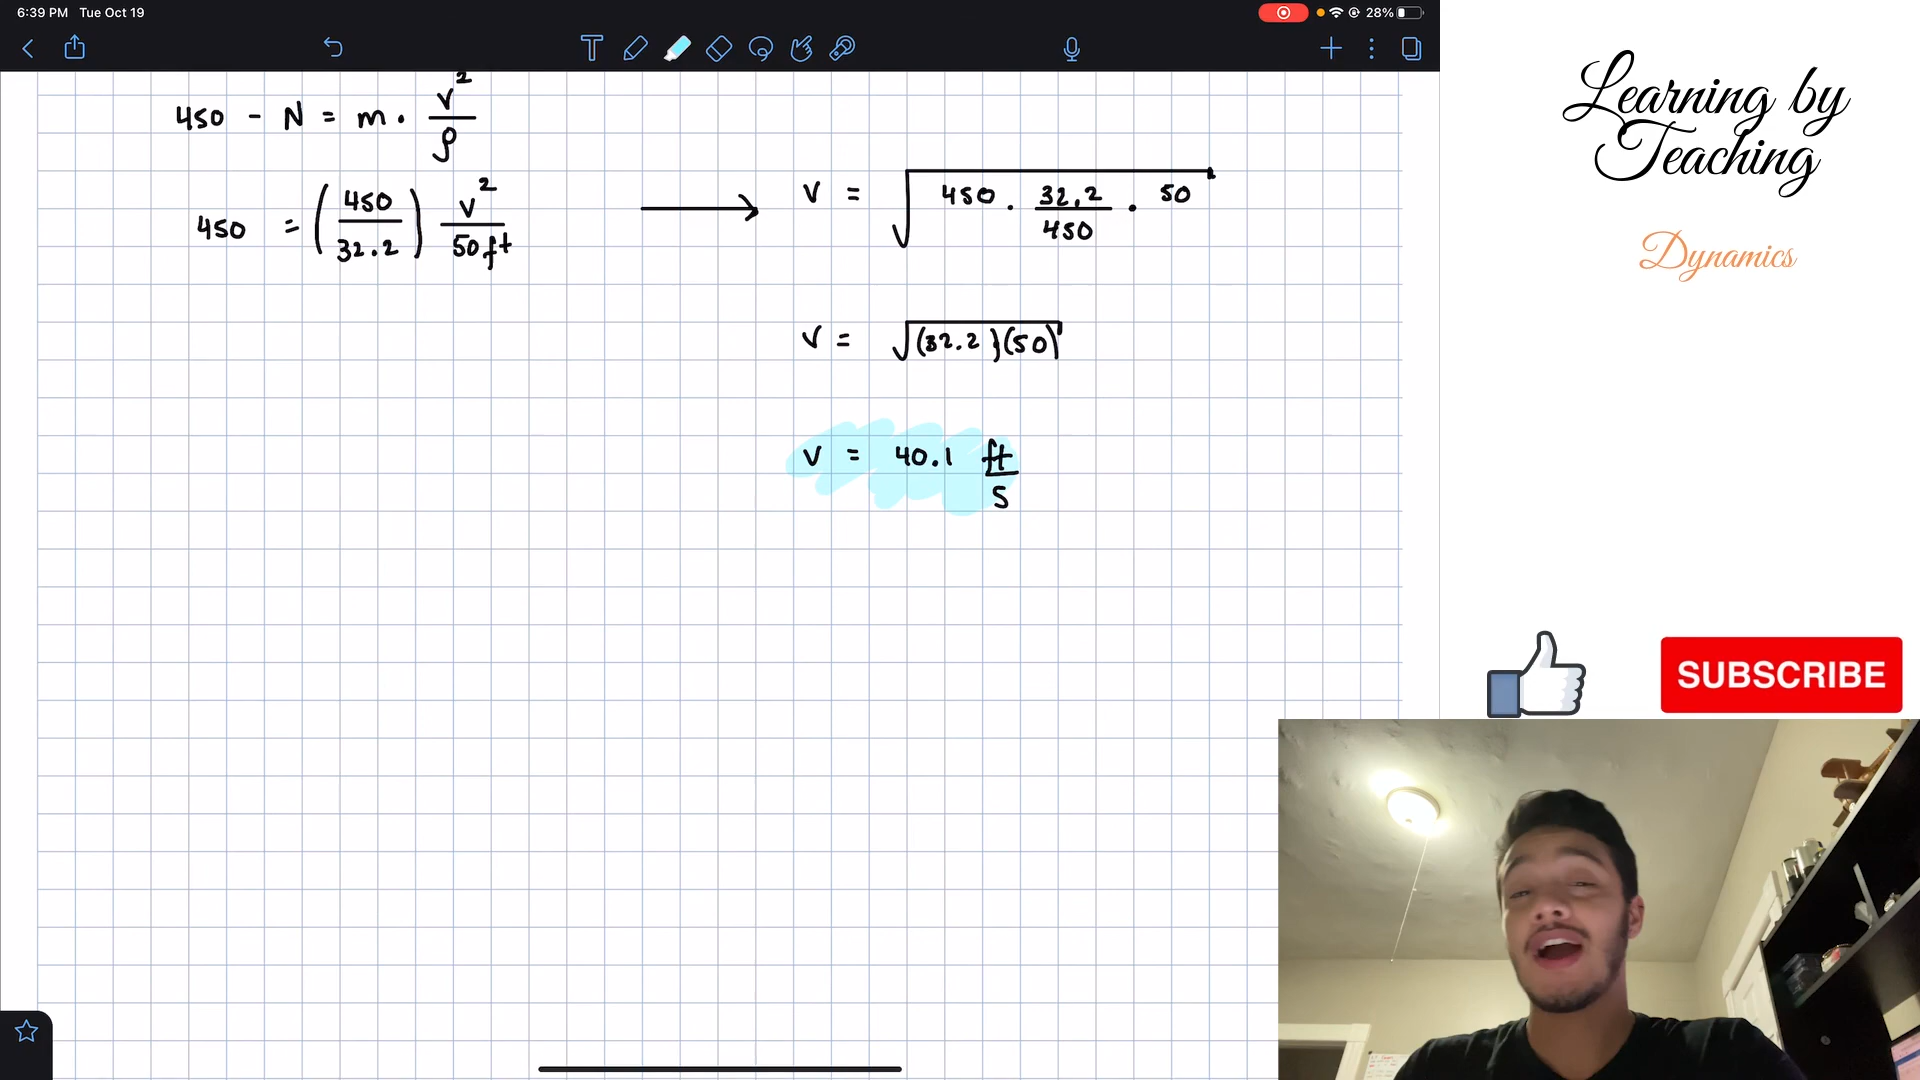 6:39 PM Tue Oct 19
28%
450 - N = m · v²/ρ
450 = (450/32.2) v²/50ft
v = √(450 · 32.2/450 · 50)
v = √(32.2)(50)
v = 40.1 ft/s
Learning by
Teaching
Dynamics
SUBSCRIBE